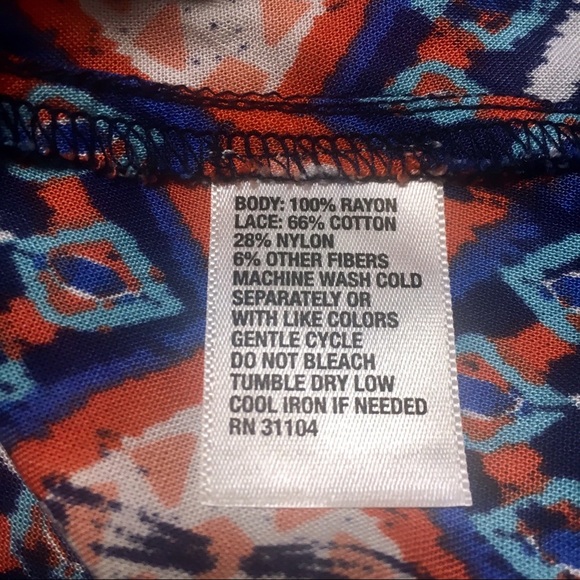 BODY: 100% RAYON
LACE: 66% COTTON
28% NYLON
6% OTHER FIBERS
MACHINE WASH COLD
SEPARATELY OR
WITH LIKE COLORS
GENTLE CYCLE
DO NOT BLEACH
TUMBLE DRY LOW
COOL IRON IF NEEDED
RN 31104